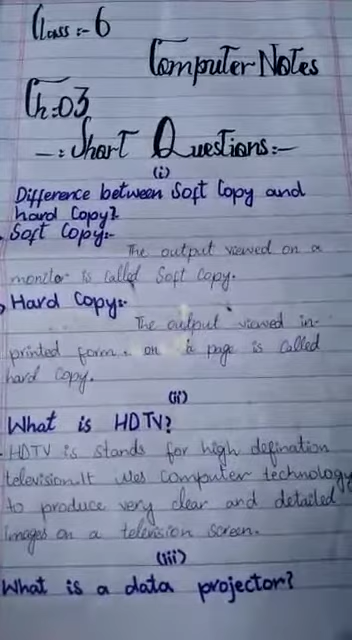 Class:- 6
Computer Notes
Ch:03
-: Short Questions:-
(i)
Difference between Soft Copy and
hard Copy?
Soft Copy:-
The output viewed on a
monitor is called Soft Copy.
Hard Copy:-
The output viewed in
printed form on a page is called
hard Copy.
(ii)
What is HDTV?
HDTV is stands for high defination
television. It uses computer technology
to produce very clear and detailed
Images on a television screen.
(iii)
What is a data projector?